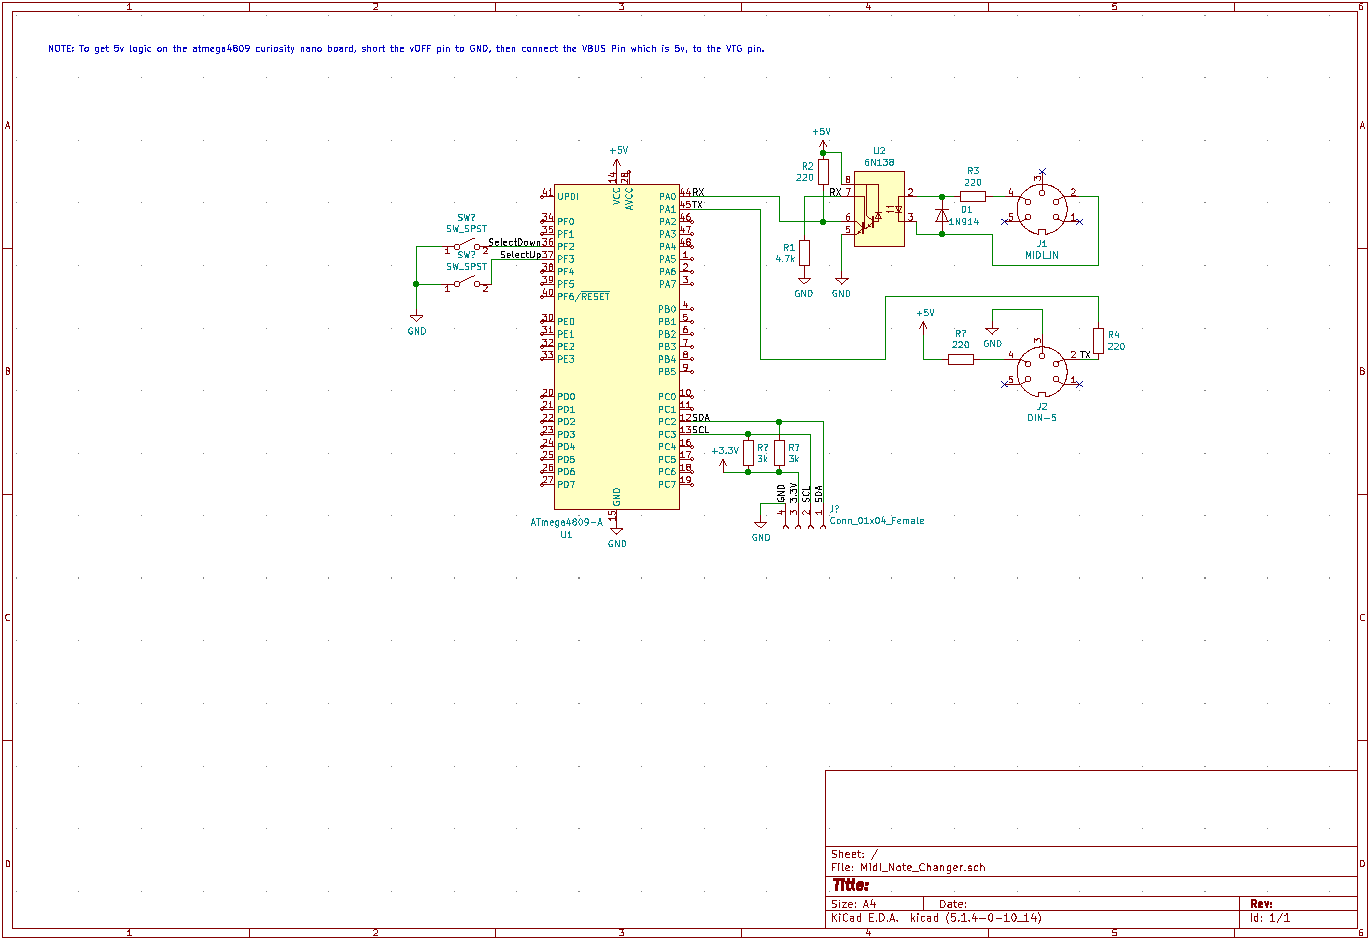 1 2 3 4 5 6
NOTE: To get 5v logic on the atmega4809 curiosity nano board, short the vOFF pin to GND, then connect the VBUS Pin which is 5v, to the VTG pin.
A A
B B
C C
D D
+5V
14 VCC
28 AVCC
41 UPDI
34 PF0
35 PF1
SelectDown 36 PF2
SelectUp 37 PF3
38 PF4
39 PF5
40 PF6/RESET
30 PE0
31 PE1
32 PE2
33 PE3
20 PD0
21 PD1
22 PD2
23 PD3
24 PD4
25 PD5
26 PD6
27 PD7
PA0 44 RX
PA1 45 TX
PA2 46
PA3 47
PA4 48
PA5 1
PA6 2
PA7 3
PB0 4
PB1 5
PB2 6
PB3 7
PB4 8
PB5 9
PC0 10
PC1 11
PC2 12 SDA
PC3 13 SCL
PC4 16
PC5 17
PC6 18
PC7 19
GND 15
ATmega4809-A
U1
GND
SW?
SW_SPST
1 2
SW?
SW_SPST
1 2
GND
+5V
R2
220
RX
R1
4.7k
GND
GND
U2
6N138
8
7
6
5
2
3
D1
1N914
R3
220
3
4 2
5 1
J1
MIDI_IN
+5V
R?
220
GND
3
4 2 TX
5 1
J2
DIN-5
R4
220
+3.3V
R?
3k
R?
3k
GND 3.3V SCL SDA
4 3 2 1
J?
Conn_01x04_Female
GND
Sheet: /
File: Midi_Note_Changer.sch
Title:
Size: A4 Date: Rev:
KiCad E.D.A. kicad (5.1.4-0-10_14) Id: 1/1
1 2 3 4 5 6